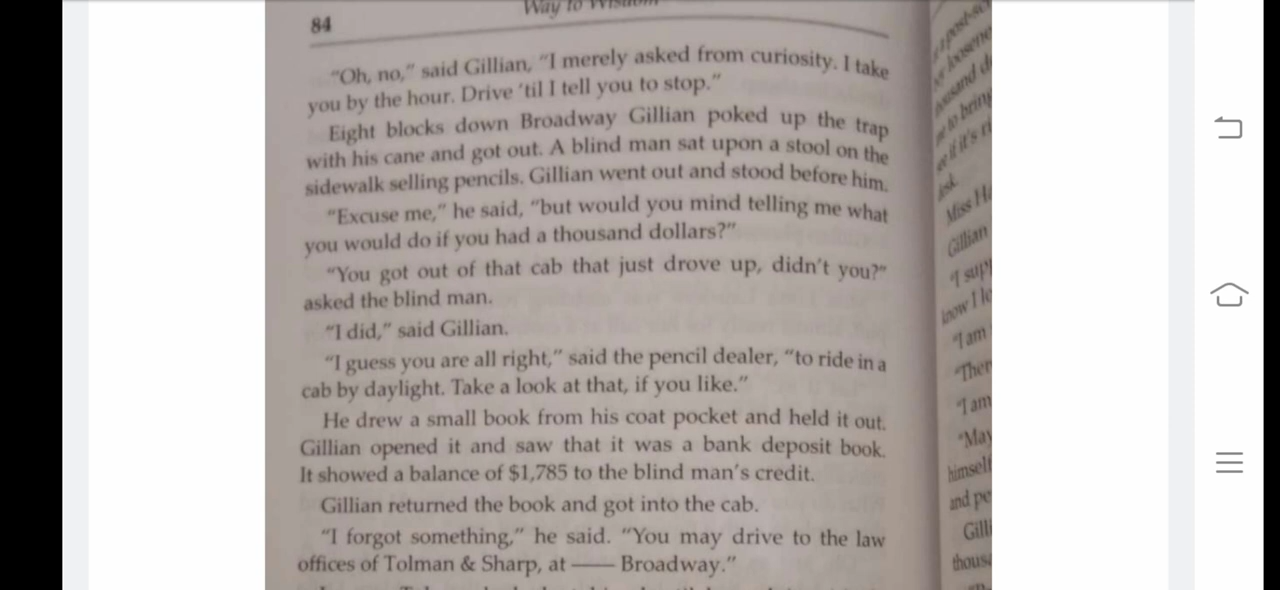 84
Way to Wisdom
“Oh, no,” said Gillian, “I merely asked from curiosity. I take
you by the hour. Drive ’til I tell you to stop.”
Eight blocks down Broadway Gillian poked up the trap
with his cane and got out. A blind man sat upon a stool on the
sidewalk selling pencils. Gillian went out and stood before him.
“Excuse me,” he said, “but would you mind telling me what
you would do if you had a thousand dollars?”
“You got out of that cab that just drove up, didn’t you?”
asked the blind man.
“I did,” said Gillian.
“I guess you are all right,” said the pencil dealer, “to ride in a
cab by daylight. Take a look at that, if you like.”
He drew a small book from his coat pocket and held it out.
Gillian opened it and saw that it was a bank deposit book.
It showed a balance of $1,785 to the blind man’s credit.
Gillian returned the book and got into the cab.
“I forgot something,” he said. “You may drive to the law
offices of Tolman & Sharp, at —— Broadway.”
Miss
Gillian
“I
“I am
“I am
and